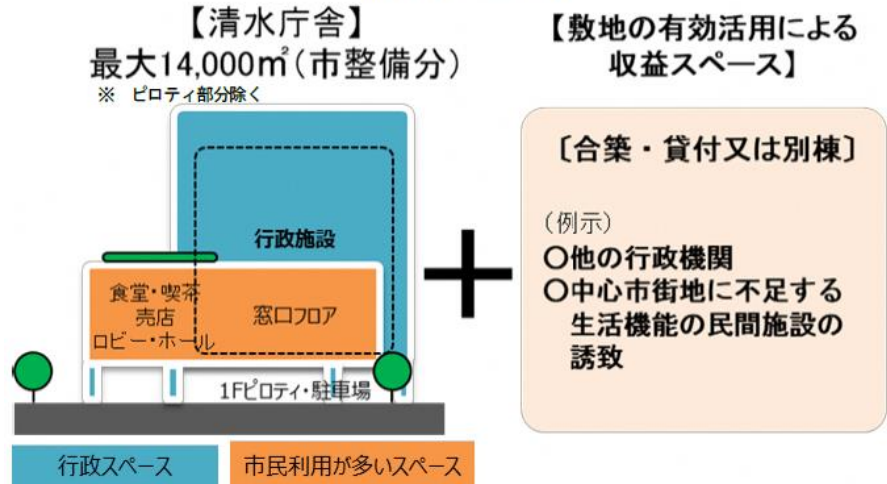 【清水庁舎】
最大14,000㎡(市整備分)
※ ピロティ部分除く
行政施設
食堂・喫茶
売店
ロビー・ホール
窓口フロア
1Fピロティ・駐車場
行政スペース
市民利用が多いスペース
+
【敷地の有効活用による
収益スペース】
〔合築・貸付又は別棟〕
(例示)
〇他の行政機関
〇中心市街地に不足する
生活機能の民間施設の
誘致